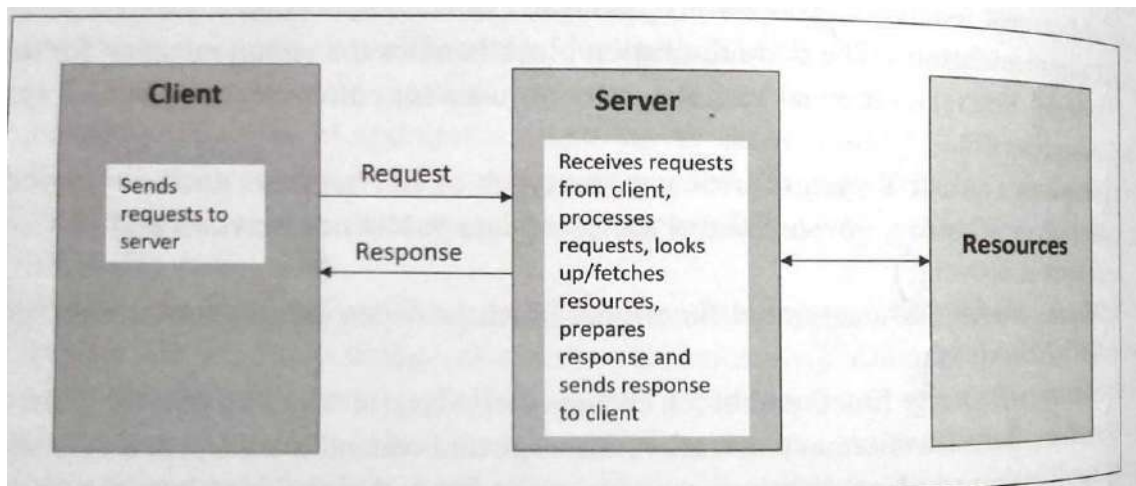 Client
Sends
requests to
server
Request
Response
Server
Receives requests
from client,
processes
requests, looks
up/fetches
resources,
prepares
response and
sends response
to client
Resources